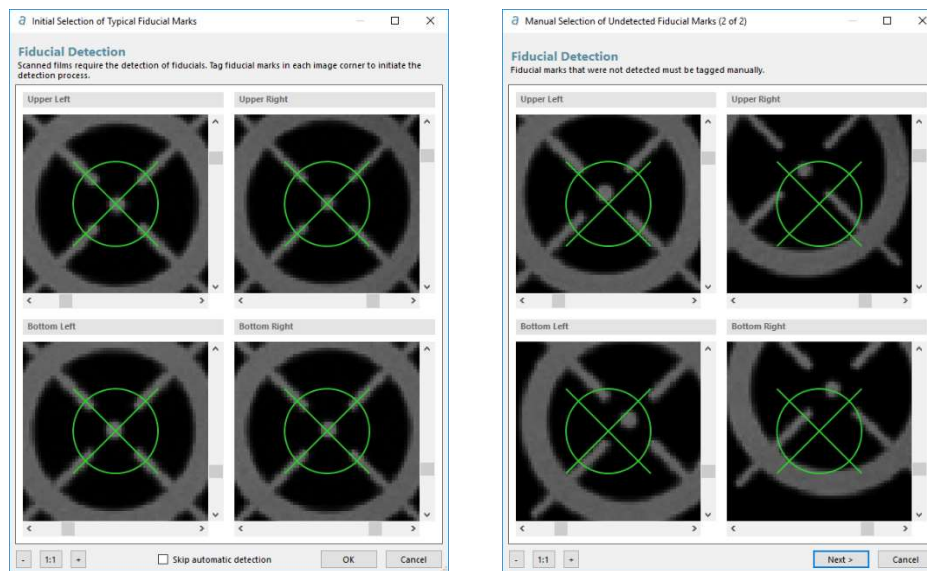 a Initial Selection of Typical Fiducial Marks
Fiducial Detection
Scanned films require the detection of fiducials. Tag fiducial marks in each image corner to initiate the
detection process.
Upper Left
Upper Right
Bottom Left
Bottom Right
- 1:1 +
Skip automatic detection
OK
Cancel
a Manual Selection of Undetected Fiducial Marks (2 of 2)
Fiducial Detection
Fiducial marks that were not detected must be tagged manually.
Upper Left
Upper Right
Bottom Left
Bottom Right
- 1:1 +
Next >
Cancel